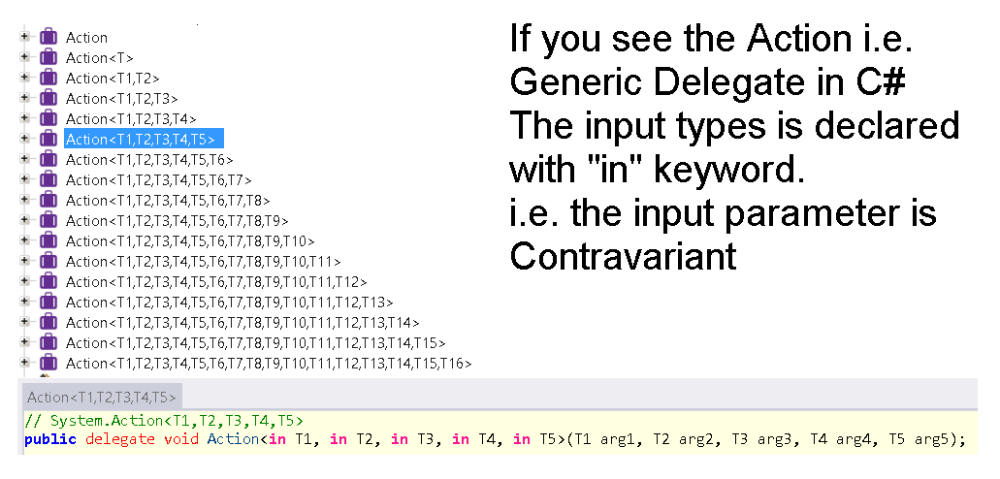 Action
Action<T>
Action<T1,T2>
Action<T1,T2,T3>
Action<T1,T2,T3,T4>
Action<T1,T2,T3,T4,T5>
Action<T1,T2,T3,T4,T5,T6>
Action<T1,T2,T3,T4,T5,T6,T7>
Action<T1,T2,T3,T4,T5,T6,T7,T8>
Action<T1,T2,T3,T4,T5,T6,T7,T8,T9>
Action<T1,T2,T3,T4,T5,T6,T7,T8,T9,T10>
Action<T1,T2,T3,T4,T5,T6,T7,T8,T9,T10,T11>
Action<T1,T2,T3,T4,T5,T6,T7,T8,T9,T10,T11,T12>
Action<T1,T2,T3,T4,T5,T6,T7,T8,T9,T10,T11,T12,T13>
Action<T1,T2,T3,T4,T5,T6,T7,T8,T9,T10,T11,T12,T13,T14>
Action<T1,T2,T3,T4,T5,T6,T7,T8,T9,T10,T11,T12,T13,T14,T15>
Action<T1,T2,T3,T4,T5,T6,T7,T8,T9,T10,T11,T12,T13,T14,T15,T16>
If you see the Action i.e.
Generic Delegate in C#
The input types is declared
with "in" keyword.
i.e. the input parameter is
Contravariant
Action<T1,T2,T3,T4,T5>
// System.Action<T1,T2,T3,T4,T5>
public delegate void Action<in T1, in T2, in T3, in T4, in T5>(T1 arg1, T2 arg2, T3 arg3, T4 arg4, T5 arg5);